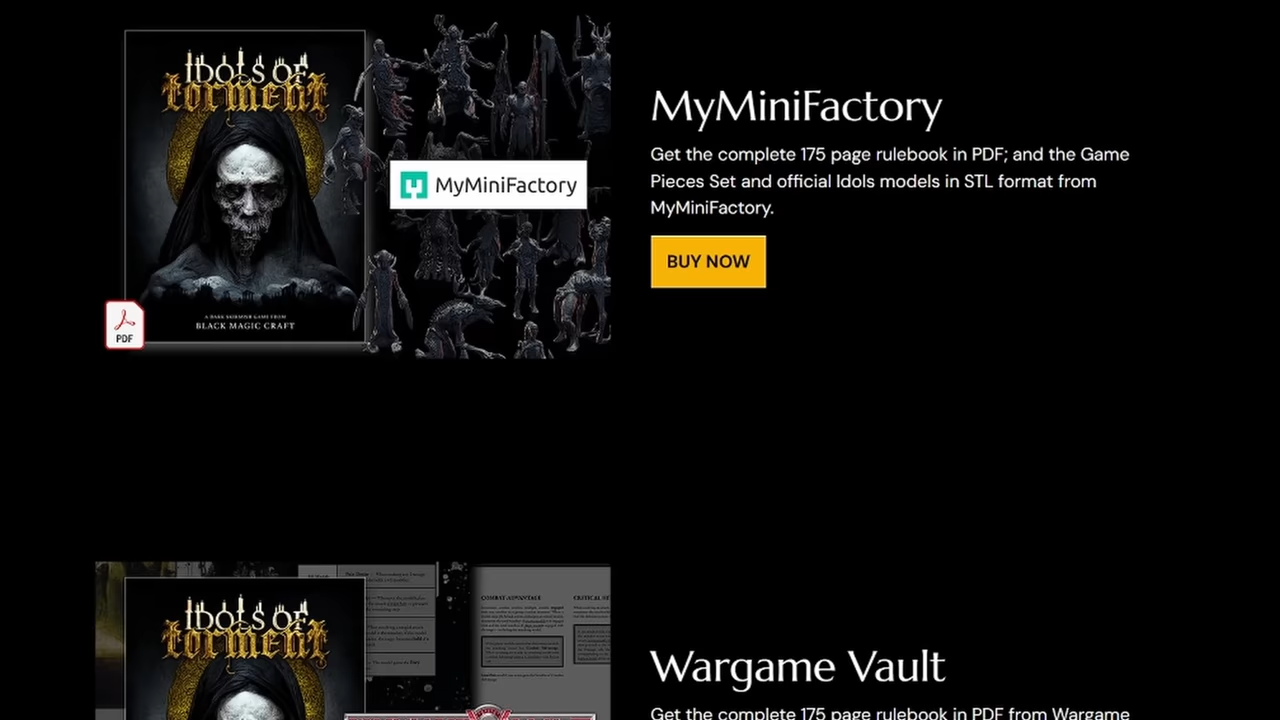 IDOLS OF
torment
MyMiniFactory
A DARK SKIRMISH GAME FROM
BLACK MAGIC CRAFT
PDF
MyMiniFactory
Get the complete 175 page rulebook in PDF; and the Game
Pieces Set and official Idols models in STL format from
MyMiniFactory.
BUY NOW
IDOLS OF
torment
COMBAT ADVANTAGE
Wargame Vault
Get the complete 175 page rulebook in PDF from Wargame